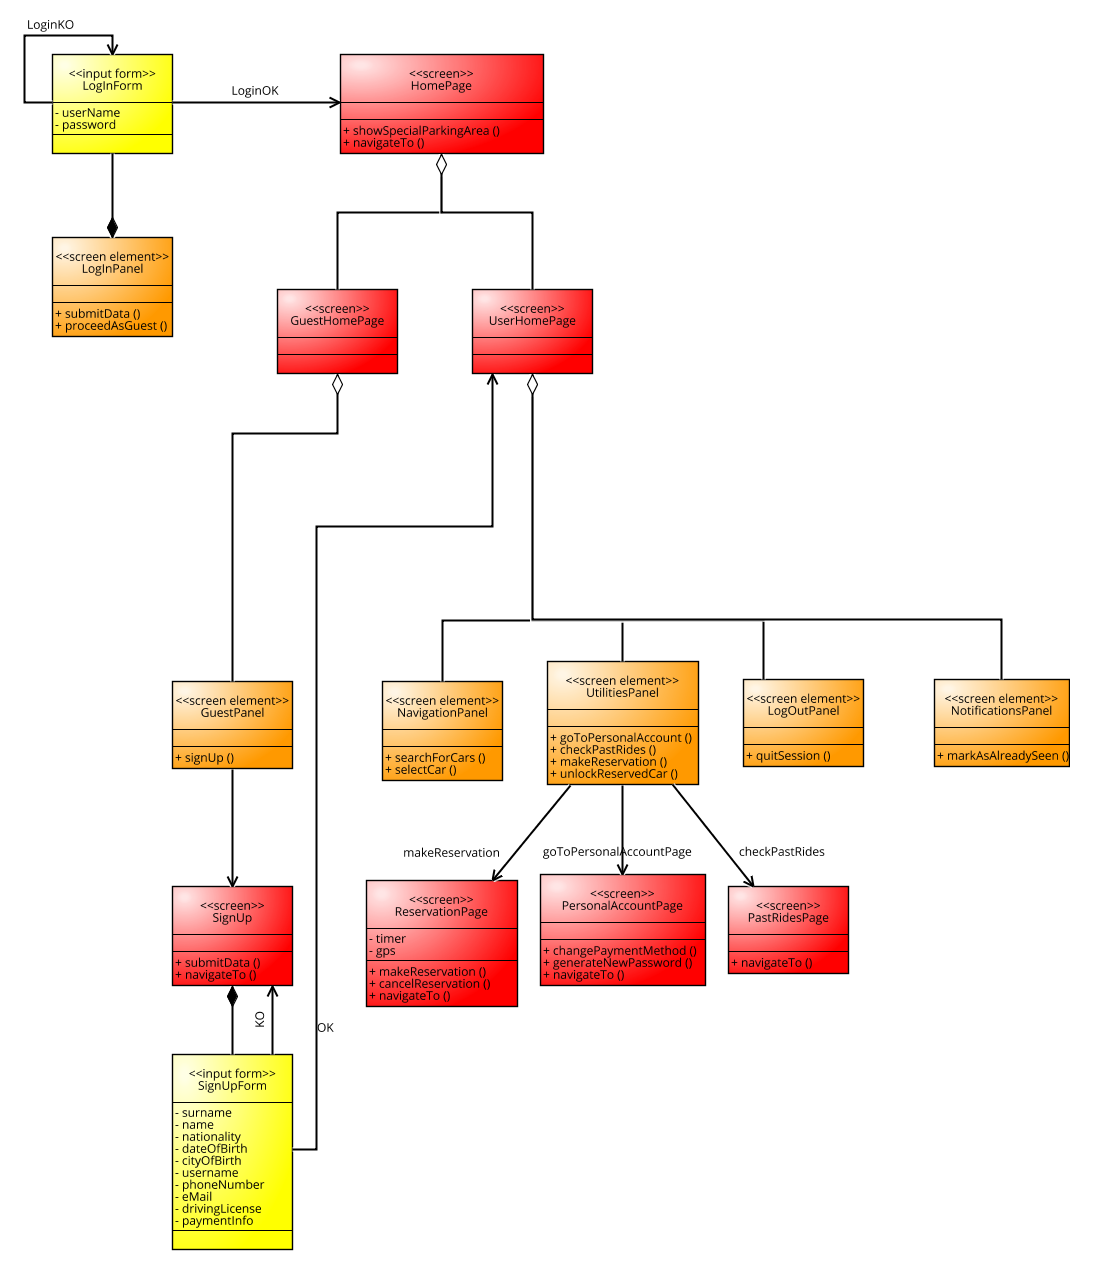 LoginKO
<<input form>>
LogInForm
- userName
- password
LoginOK
<<screen>>
HomePage
+ showSpecialParkingArea ()
+ navigateTo ()
<<screen element>>
LogInPanel
+ submitData ()
+ proceedAsGuest ()
<<screen>>
GuestHomePage
<<screen>>
UserHomePage
<<screen element>>
GuestPanel
+ signUp ()
<<screen element>>
NavigationPanel
+ searchForCars ()
+ selectCar ()
<<screen element>>
UtilitiesPanel
+ goToPersonalAccount ()
+ checkPastRides ()
+ makeReservation ()
+ unlockReservedCar ()
<<screen element>>
LogOutPanel
+ quitSession ()
<<screen element>>
NotificationsPanel
+ markAsAlreadySeen ()
makeReservation
goToPersonalAccountPage
checkPastRides
<<screen>>
SignUp
+ submitData ()
+ navigateTo ()
<<screen>>
ReservationPage
- timer
- gps
+ makeReservation ()
+ cancelReservation ()
+ navigateTo ()
<<screen>>
PersonalAccountPage
+ changePaymentMethod ()
+ generateNewPassword ()
+ navigateTo ()
<<screen>>
PastRidesPage
+ navigateTo ()
KO
OK
<<input form>>
SignUpForm
- surname
- name
- nationality
- dateOfBirth
- cityOfBirth
- username
- phoneNumber
- eMail
- drivingLicense
- paymentInfo